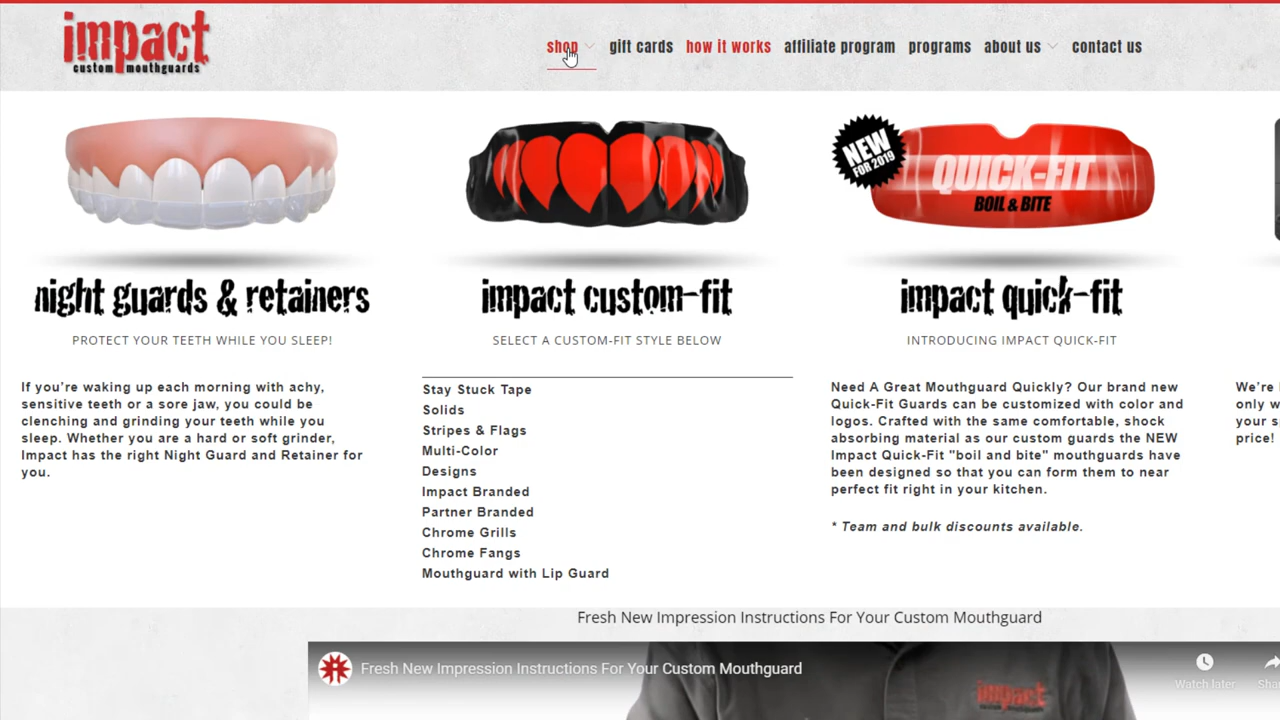 impact
custom mouthguards
shop gift cards how it works affiliate program programs about us contact us
NEW
FOR 2019
QUICK-FIT
BOIL & BITE
night guards & retainers
PROTECT YOUR TEETH WHILE YOU SLEEP!
If you're waking up each morning with achy,
sensitive teeth or a sore jaw, you could be
clenching and grinding your teeth while you
sleep. Whether you are a hard or soft grinder,
Impact has the right Night Guard and Retainer for
you.
impact custom-fit
SELECT A CUSTOM-FIT STYLE BELOW
Stay Stuck Tape
Solids
Stripes & Flags
Multi-Color
Designs
Impact Branded
Partner Branded
Chrome Grills
Chrome Fangs
Mouthguard with Lip Guard
impact quick-fit
INTRODUCING IMPACT QUICK-FIT
Need A Great Mouthguard Quickly? Our brand new
Quick-Fit Guards can be customized with color and
logos. Crafted with the same comfortable, shock
absorbing material as our custom guards the NEW
Impact Quick-Fit "boil and bite" mouthguards have
been designed so that you can form them to near
perfect fit right in your kitchen.
* Team and bulk discounts available.
We're
only w
your s
price!
Fresh New Impression Instructions For Your Custom Mouthguard
Fresh New Impression Instructions For Your Custom Mouthguard
Watch later
Sha
impact